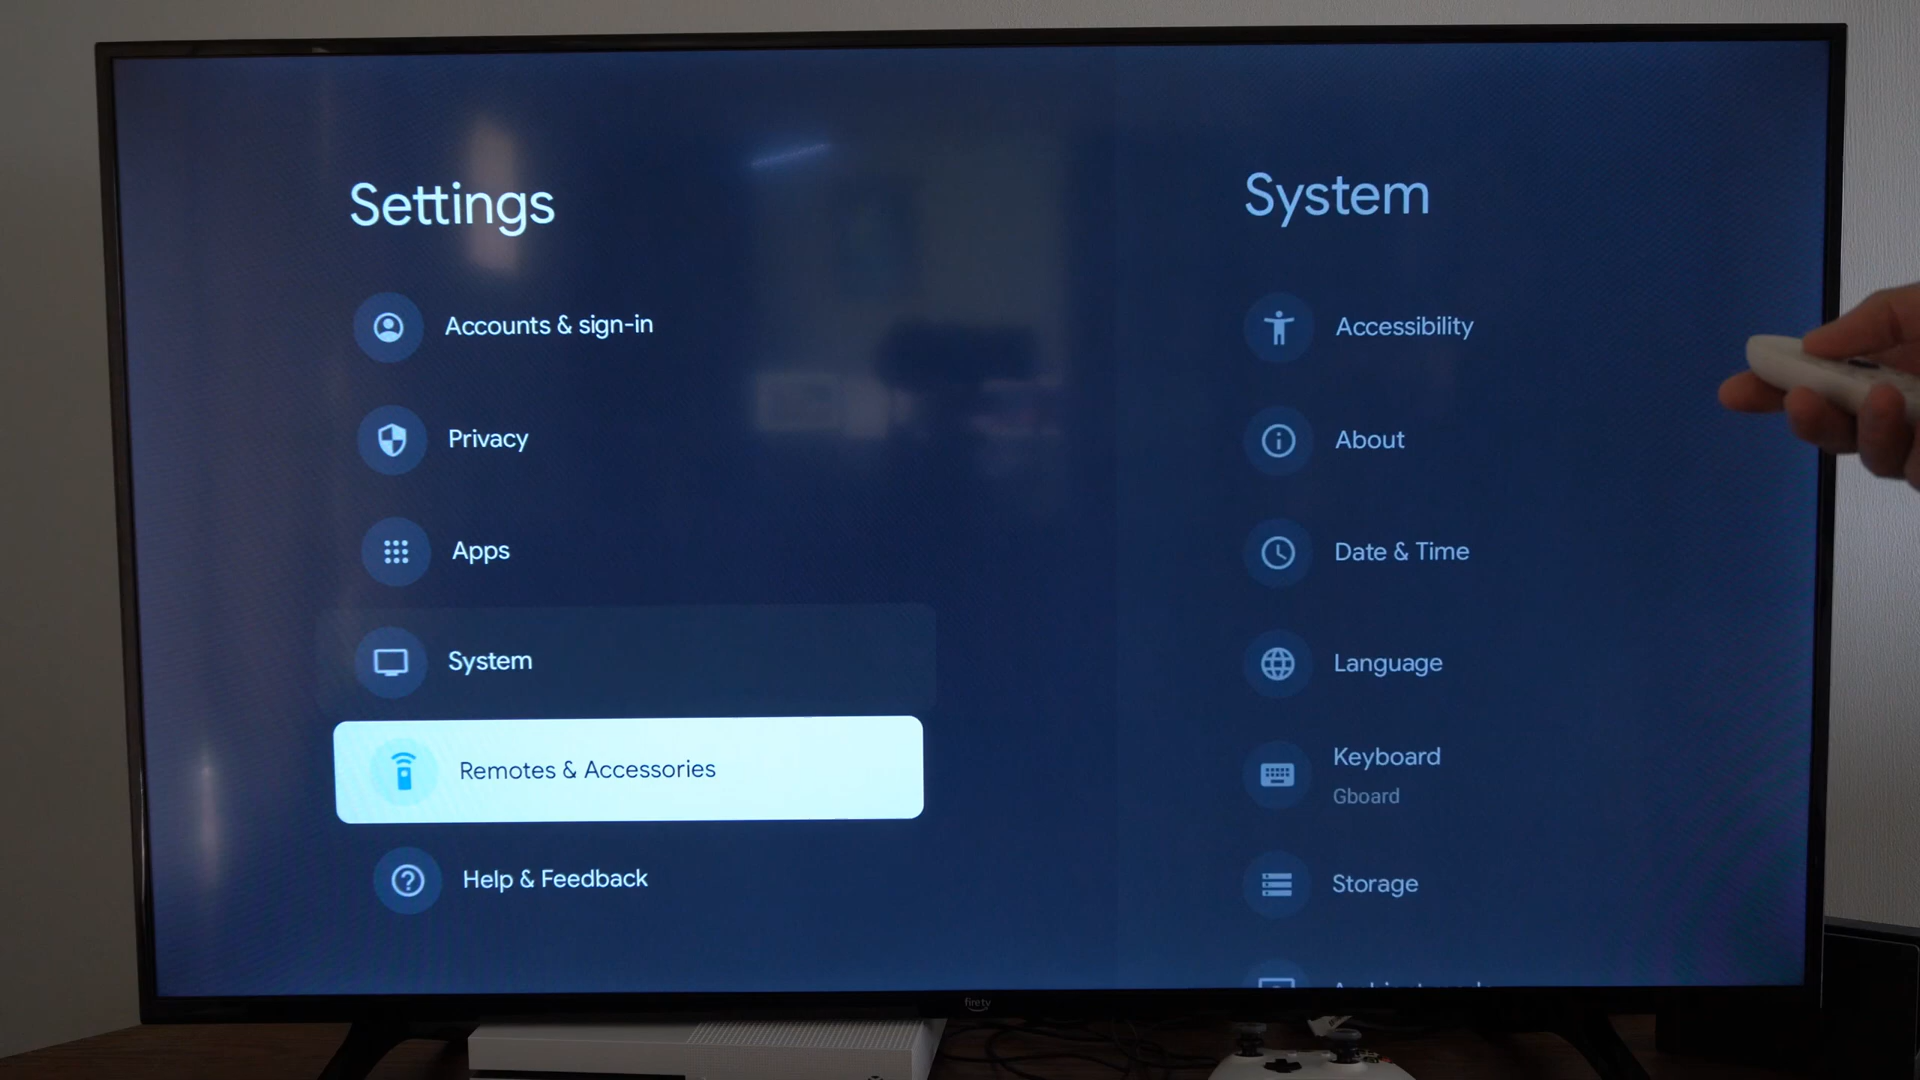 Settings
Accounts & sign-in
Privacy
Apps
System
Remotes & Accessories
Help & Feedback
System
Accessibility
About
Date & Time
Language
Keyboard
Gboard
Storage
firetv